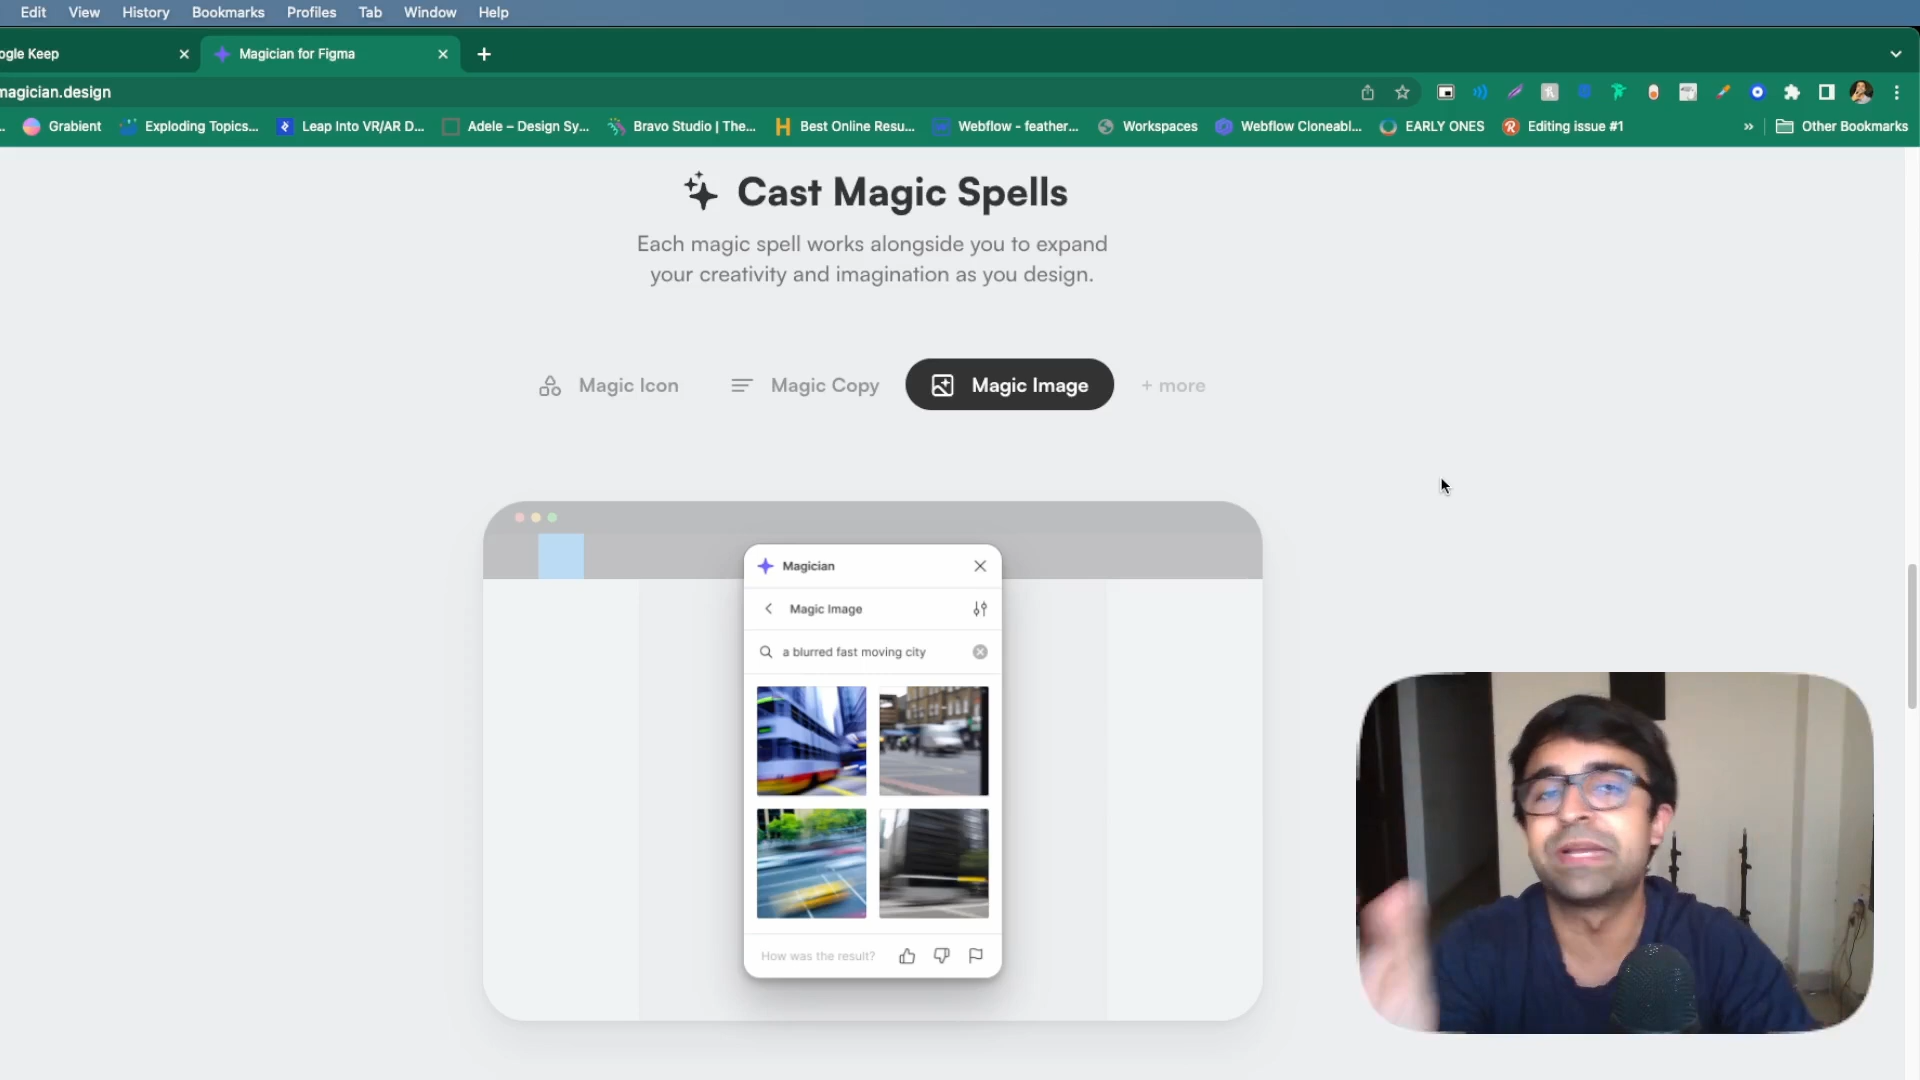 Edit View History Bookmarks Profiles Tab Window Help
ogle Keep Magician for Figma
magician.design
Grabient Exploding Topics... Leap Into VR/AR D... Adele – Design Sy... Bravo Studio | The... Best Online Resu... Webflow - feather... Workspaces Webflow Cloneabl... EARLY ONES Editing issue #1 » Other Bookmarks
Cast Magic Spells
Each magic spell works alongside you to expand
your creativity and imagination as you design.
Magic Icon Magic Copy Magic Image + more
Magician
Magic Image
a blurred fast moving city
How was the result?